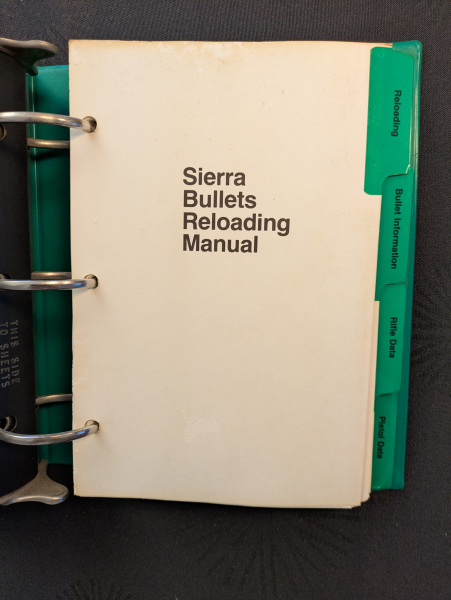 Sierra
Bullets
Reloading
Manual
Reloading
Bullet Information
Rifle Data
Pistol Data
THIS SIDE
TO SHEETS